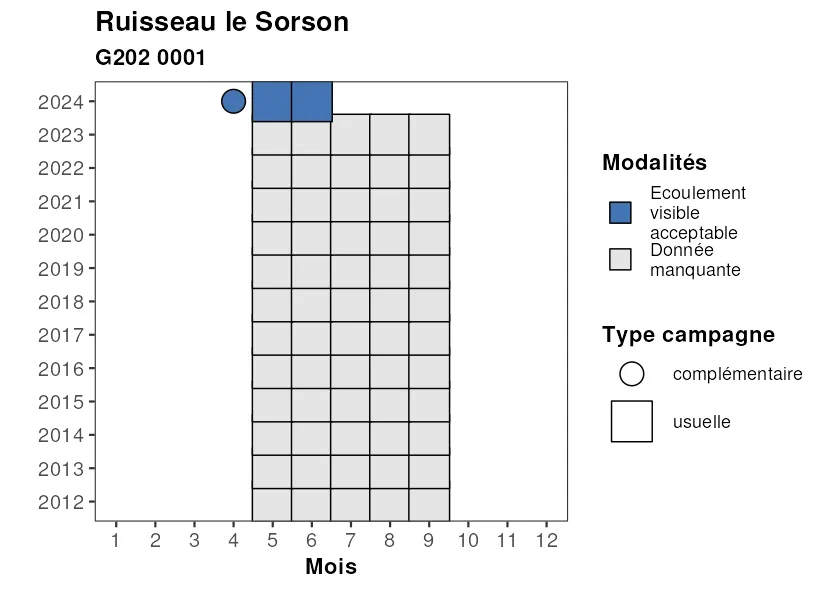 Ruisseau le Sorson
G202 0001
2024
2023
2022
2021
2020
2019
2018
2017
2016
2015
2014
2013
2012
1 2 3 4 5 6 7 8 9 10 11 12
Mois
Modalités
Ecoulement
visible
acceptable
Donnée
manquante
Type campagne
complémentaire
usuelle